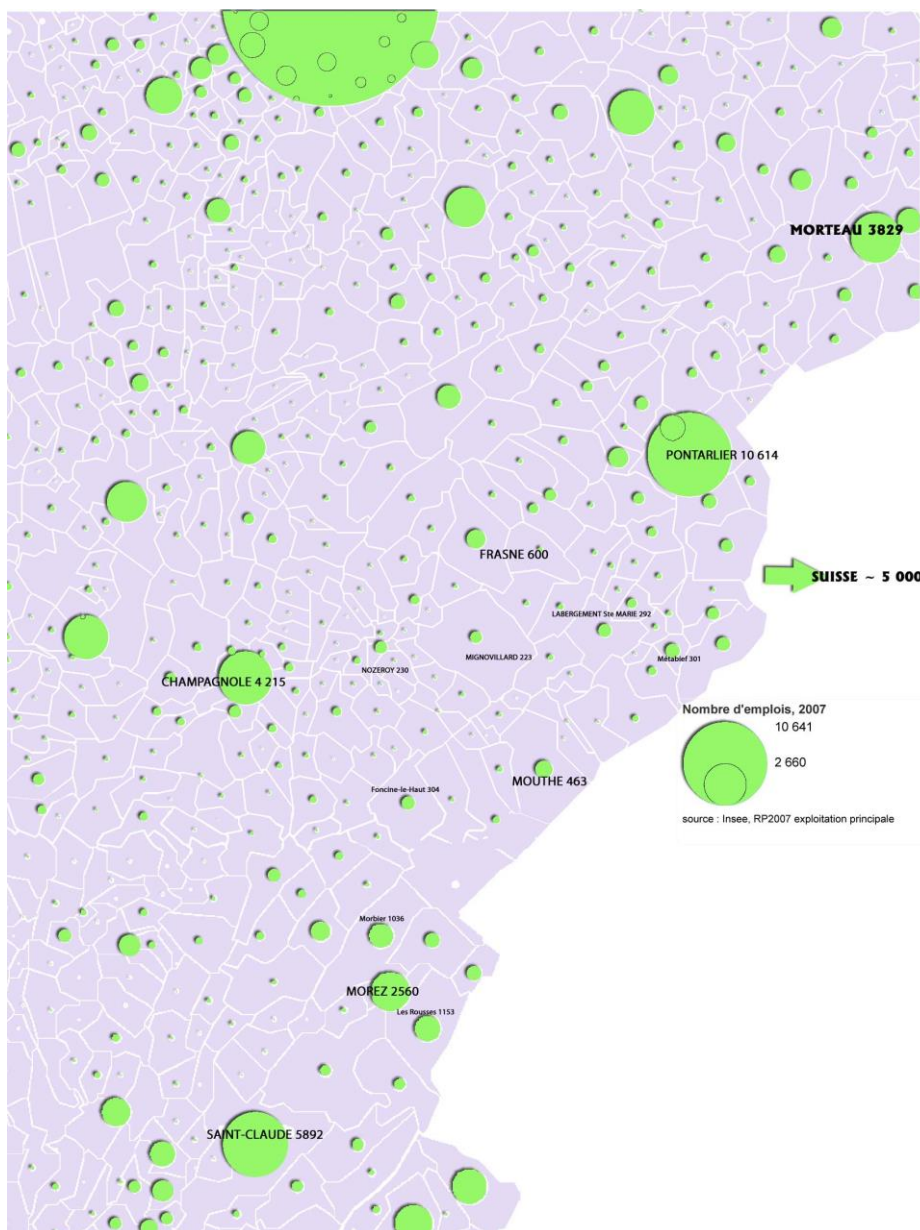 MORTEAU 3829
PONTARLIER 10 614
FRASNE 600
SUISSE ~ 5 000
LABERGEMENT Ste MARIE 292
MIGNOVILLARD 223
Métabief 301
NOZEROY 230
CHAMPAGNOLE 4 215
Nombre d'emplois, 2007
10 641
2 660
source : Insee, RP2007 exploitation principale
MOUTHE 463
Foncine-le-Haut 304
Morbier 1036
MOREZ 2560
Les Rousses 1153
SAINT-CLAUDE 5892